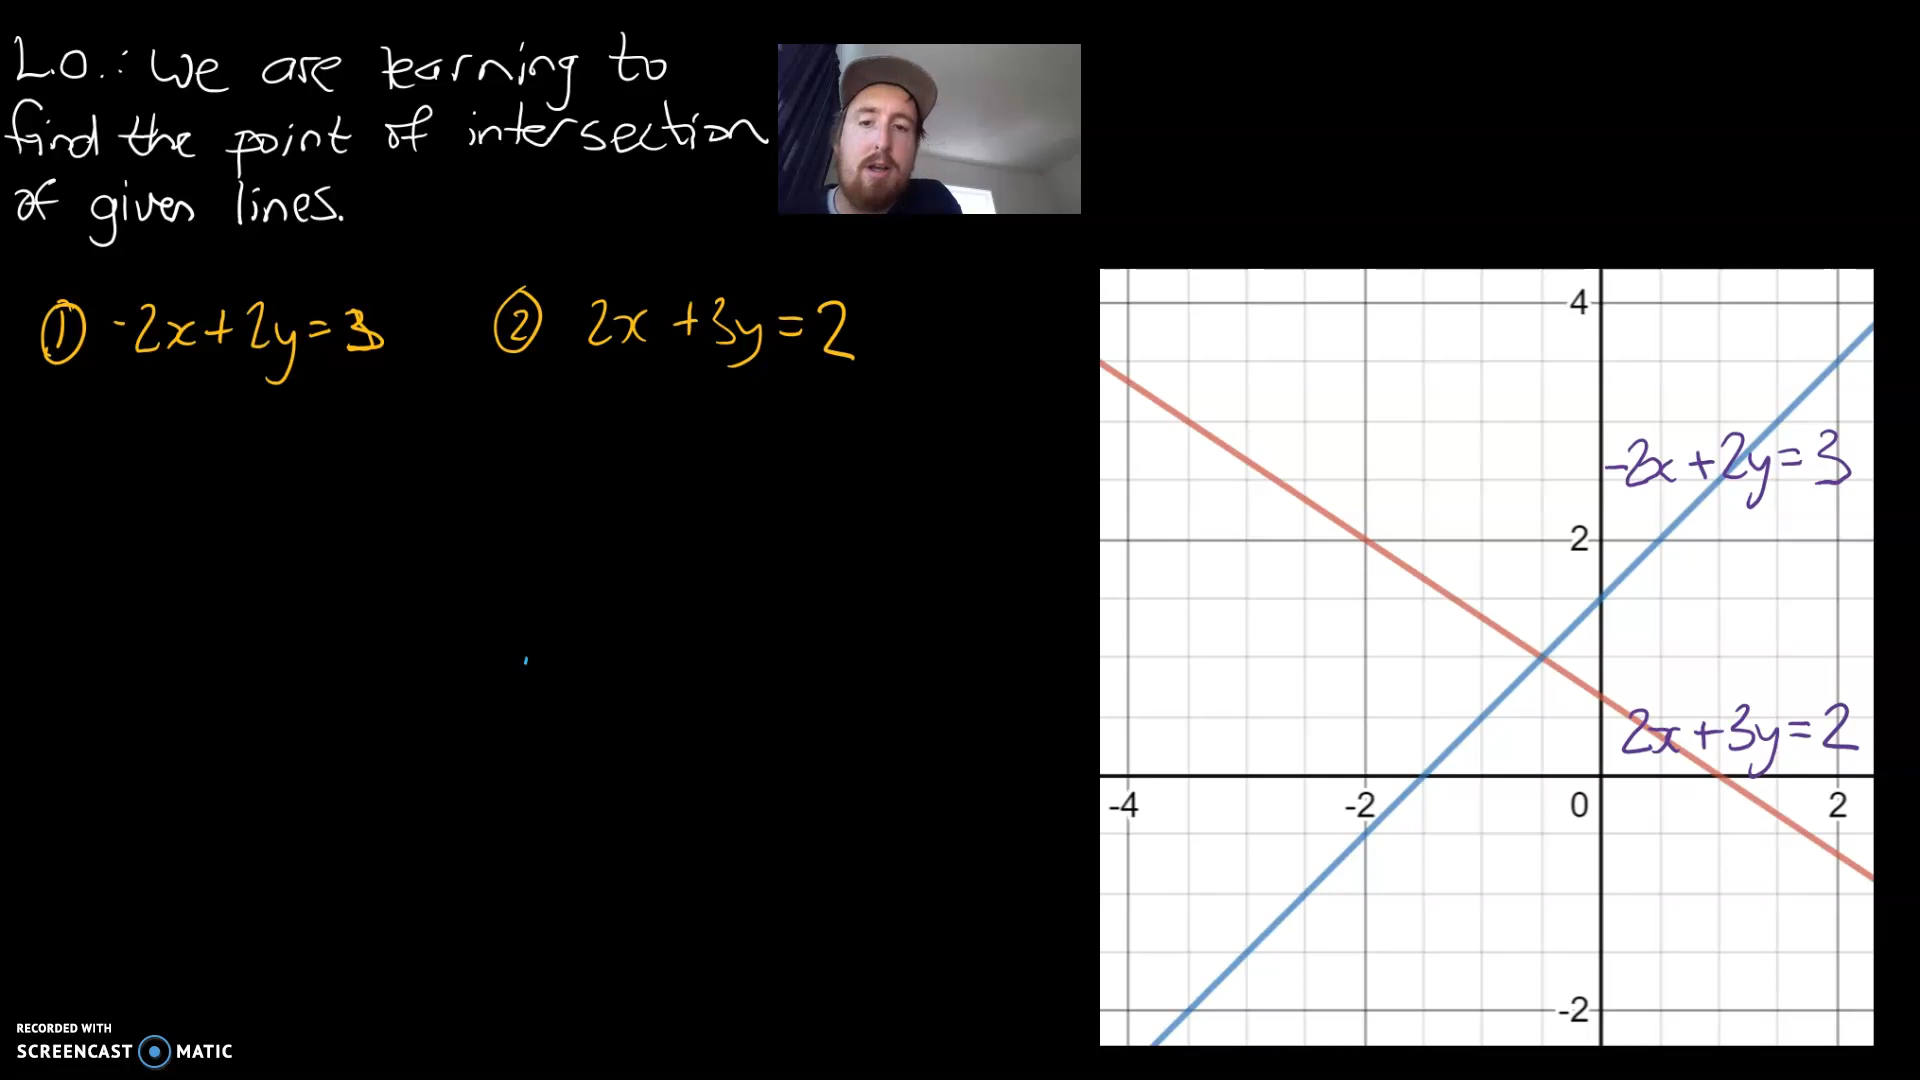 L.O.: We are learning to
find the point of intersection
of given lines.
① -2x+2y=3
② 2x+3y=2
4
-2x+2y=3
2
2x+3y=2
-4 -2 0 2
-2
RECORDED WITH
SCREENCAST MATIC